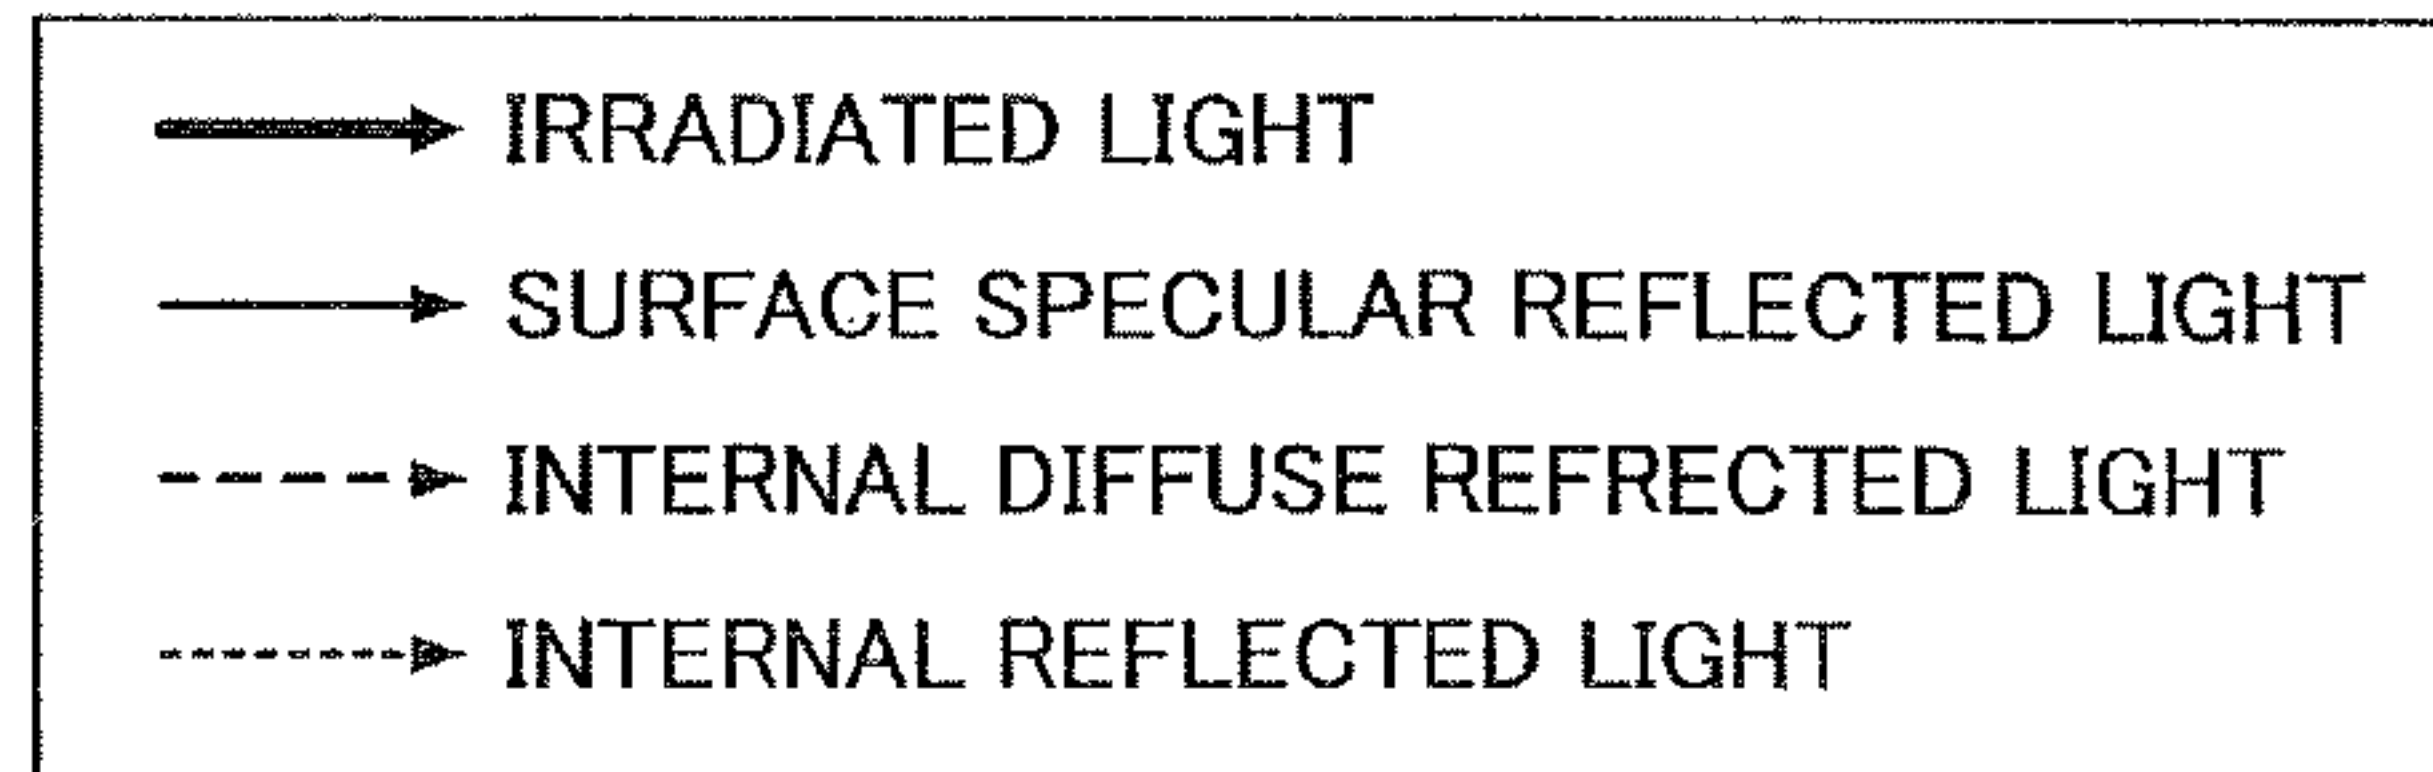 IRRADIATED LIGHT
SURFACE SPECULAR REFLECTED LIGHT
INTERNAL DIFFUSE REFRECTED LIGHT
INTERNAL REFLECTED LIGHT